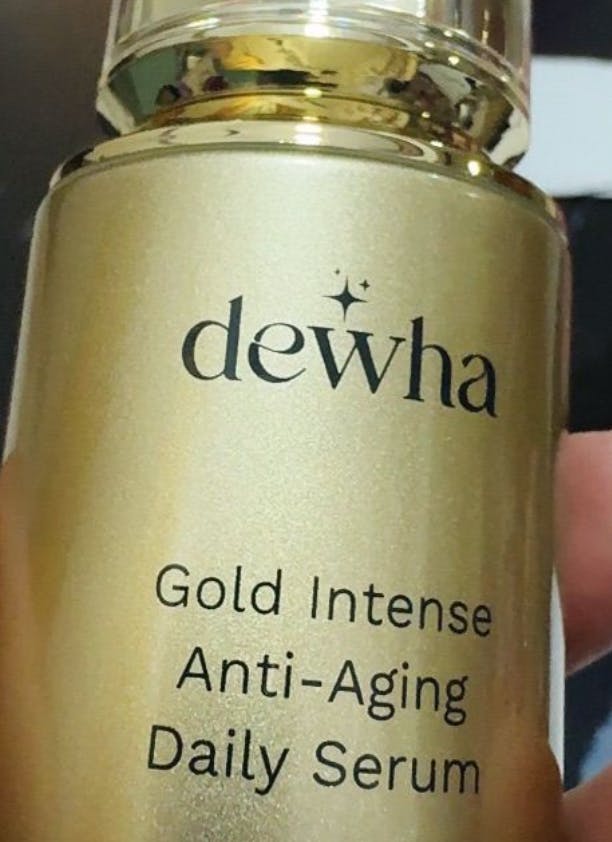 dewha
Gold Intense
Anti-Aging
Daily Serum